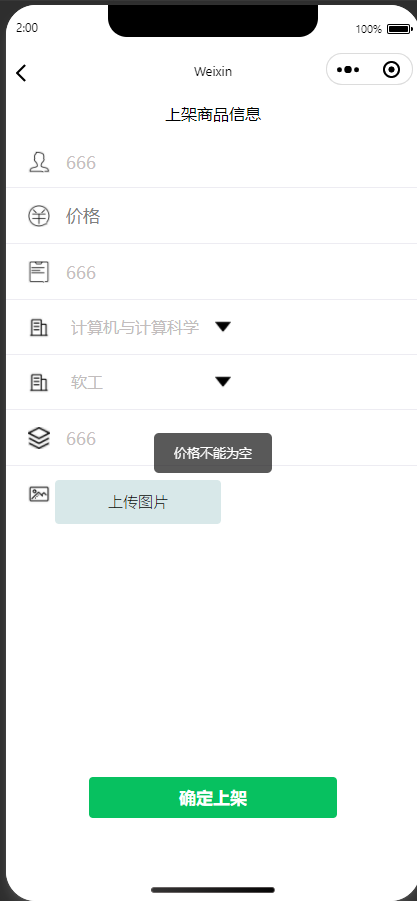 2:00
100%
Weixin
上架商品信息
666
价格
666
计算机与计算科学
软工
666
价格不能为空
上传图片
确定上架